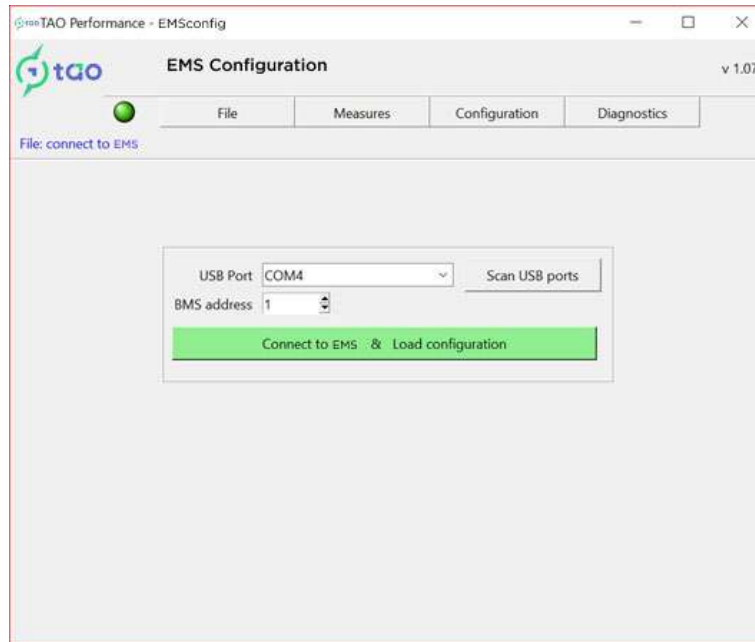 TAO Performance - EMSconfig
tao
EMS Configuration
v 1.07
File
Measures
Configuration
Diagnostics
File: connect to EMS
USB Port COM4
Scan USB ports
BMS address 1
Connect to EMS & Load configuration